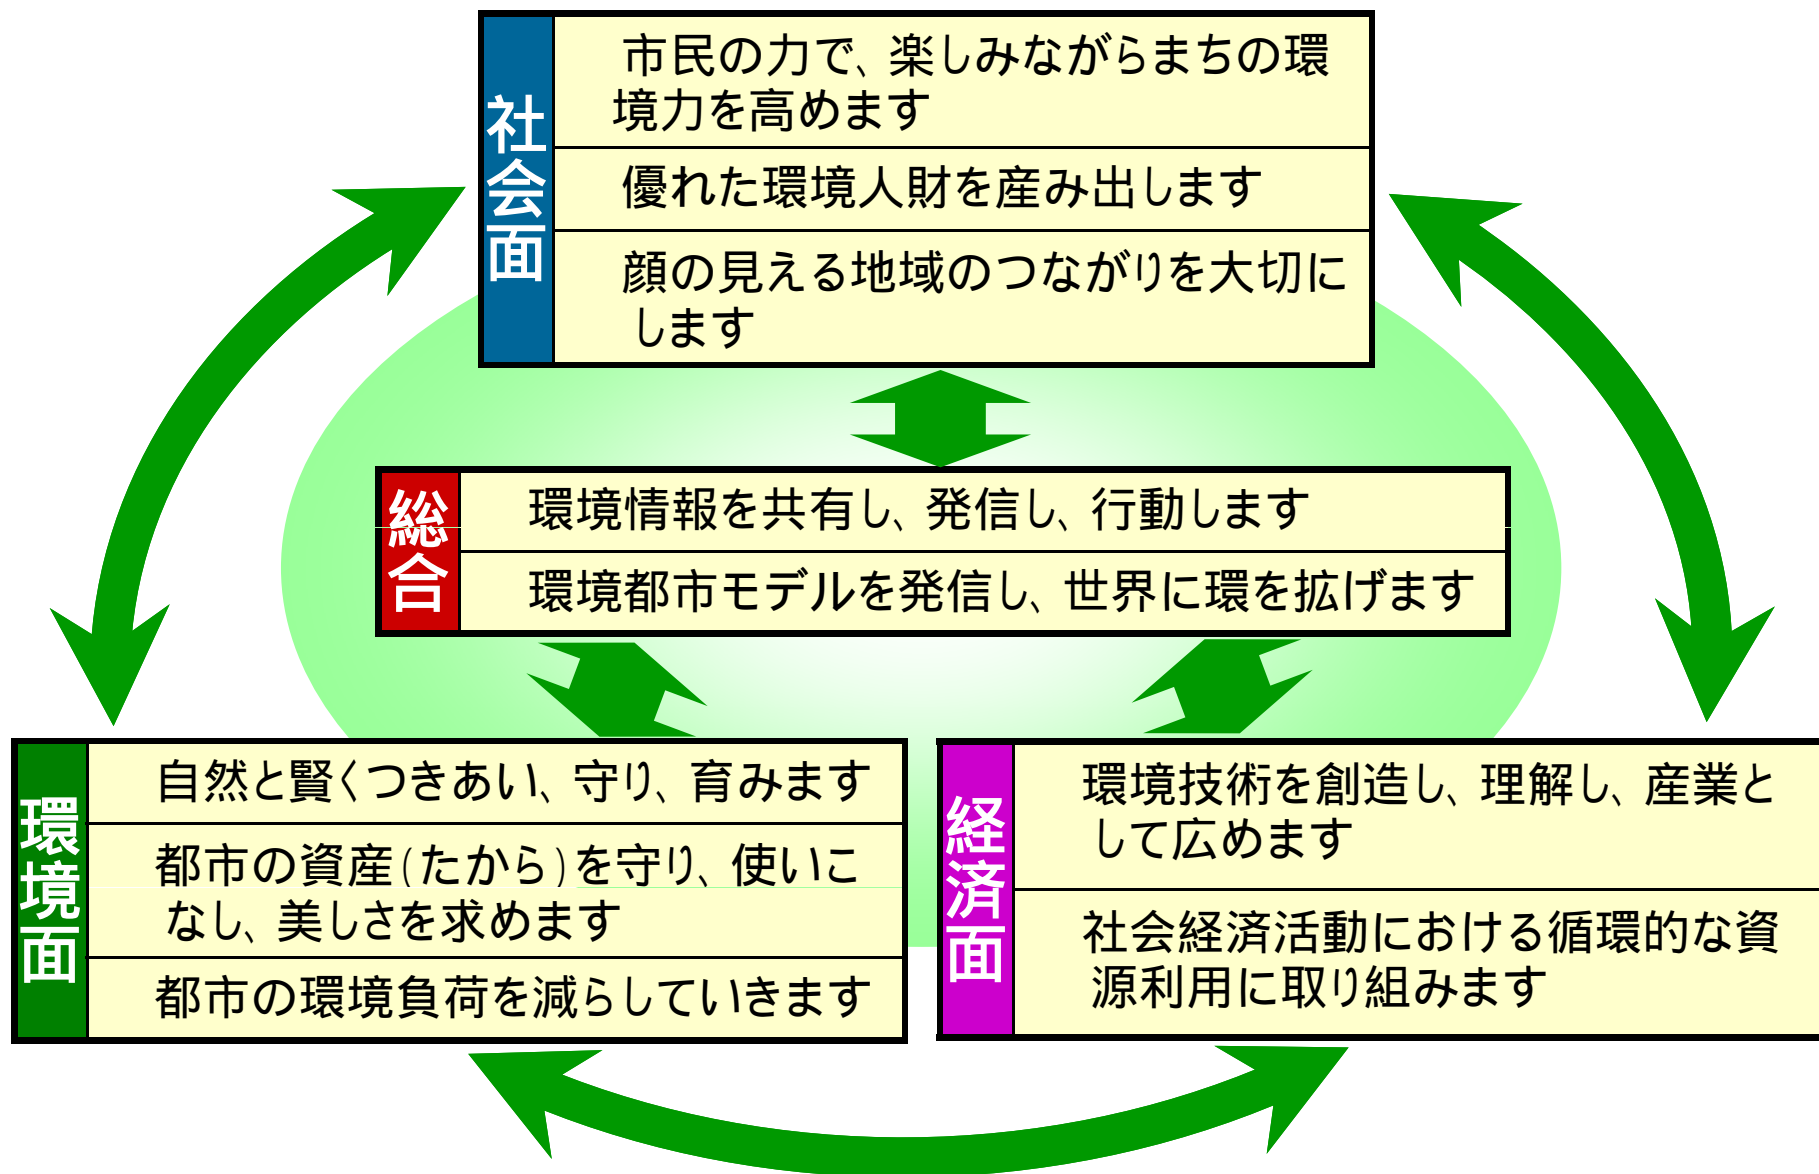 社会面
市民の力で、楽しみながらまちの環
境力を高めます
優れた環境人財を産み出します
顔の見える地域のつながりを大切に
します
総合
環境情報を共有し、発信し、行動します
環境都市モデルを発信し、世界に環を拡げます
環境面
自然と賢くつきあい、守り、育みます
都市の資産(たから)を守り、使いこ
なし、美しさを求めます
都市の環境負荷を減らしていきます
経済面
環境技術を創造し、理解し、産業と
して広めます
社会経済活動における循環的な資
源利用に取り組みます